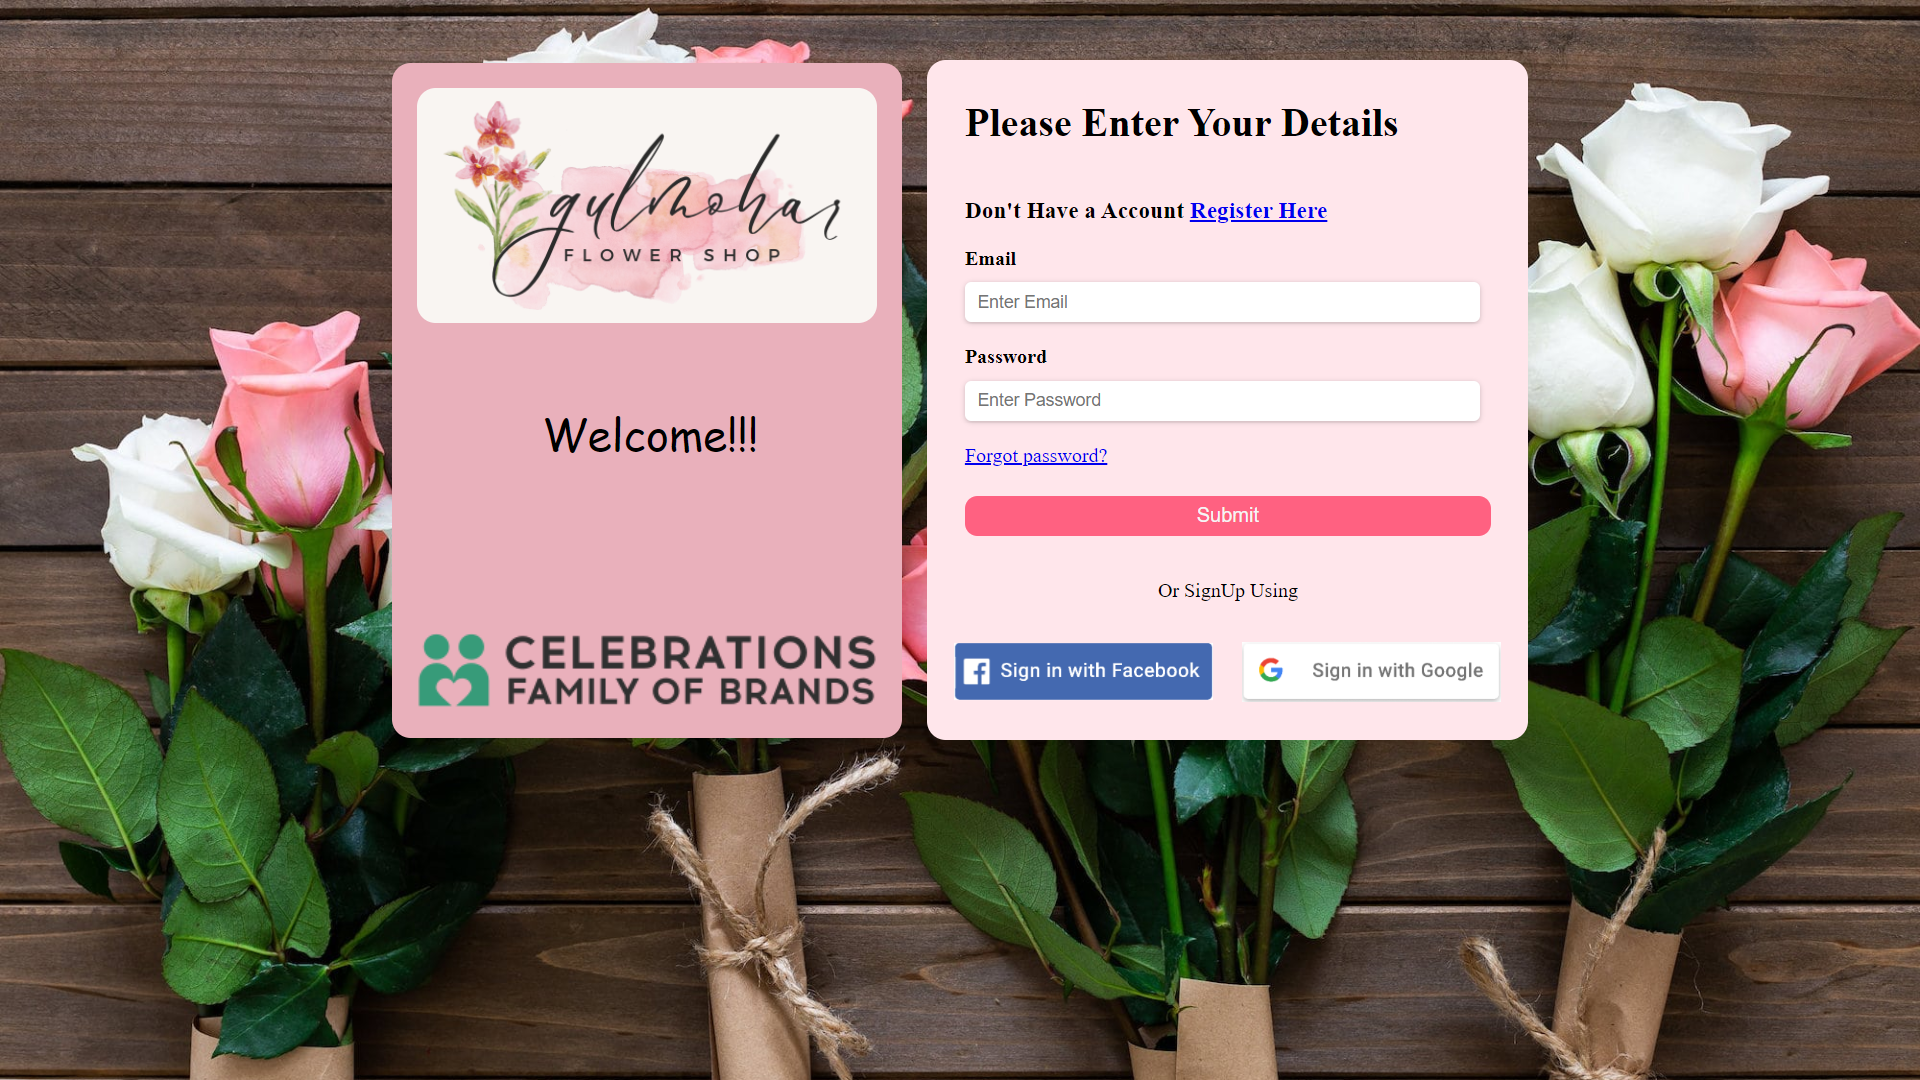 gulmohar
FLOWER SHOP
Welcome!!!
CELEBRATIONS
FAMILY OF BRANDS
Please Enter Your Details
Don't Have a Account Register Here
Email
Enter Email
Password
Enter Password
Forgot password?
Submit
Or SignUp Using
Sign in with Facebook
Sign in with Google